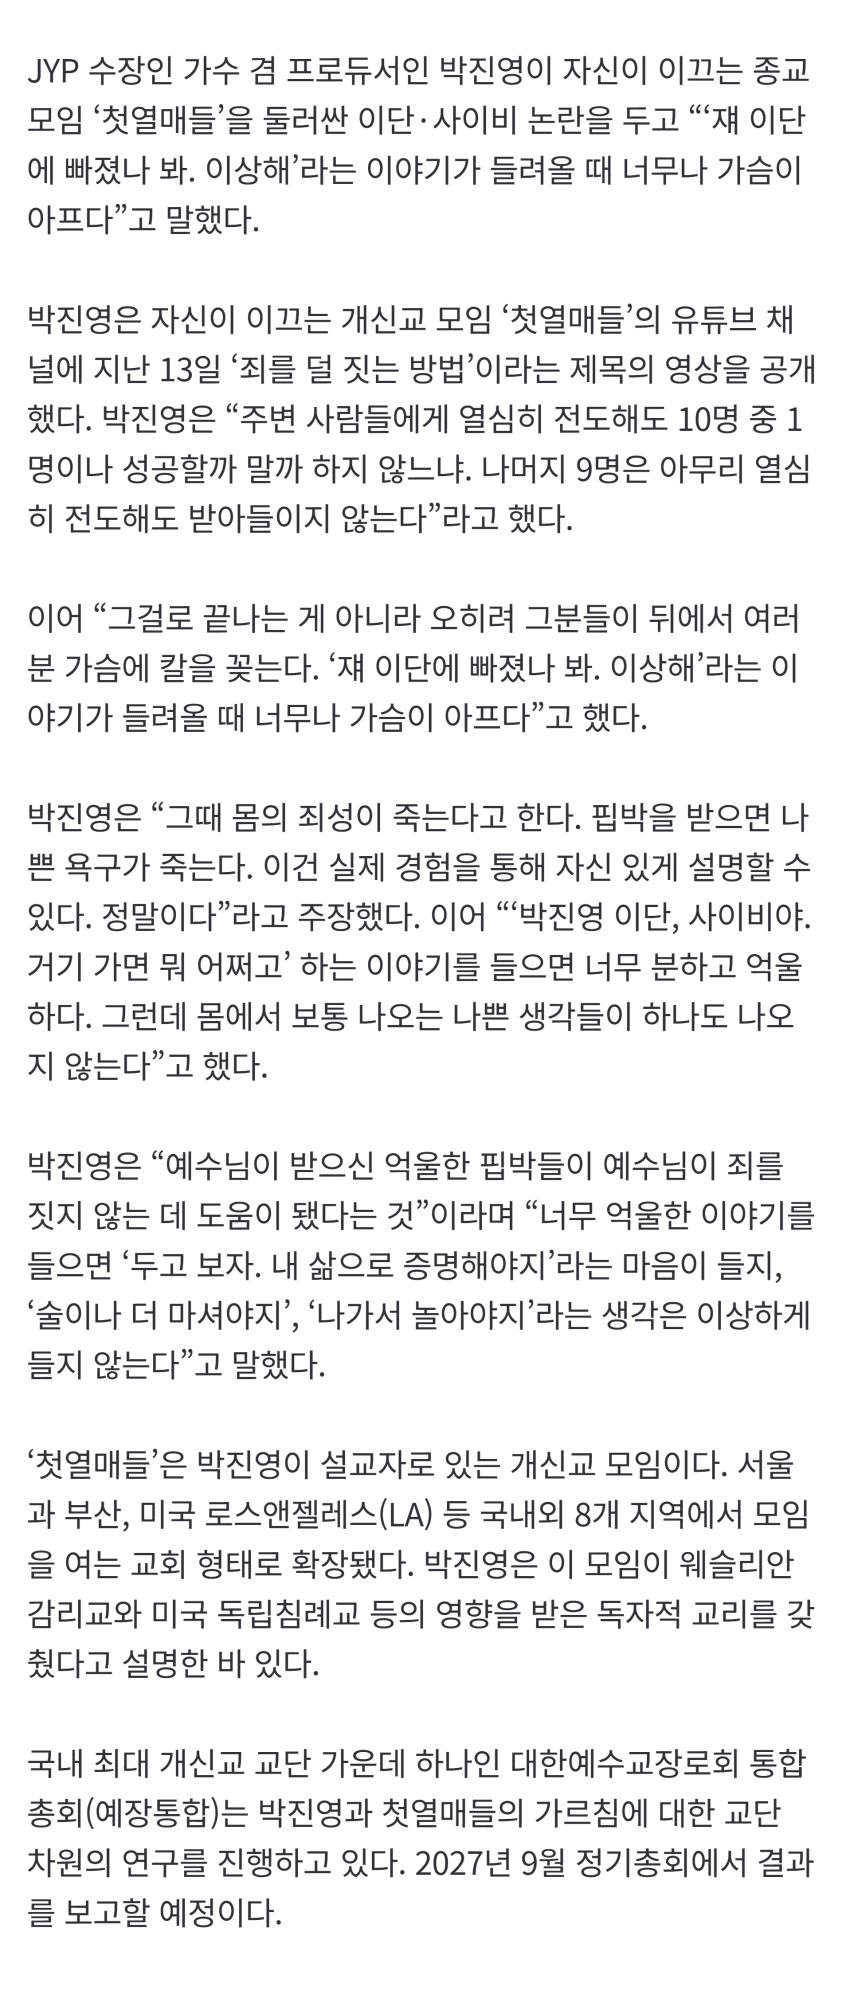 JYP 수장인 가수 겸 프로듀서인 박진영이 자신이 이끄는 종교
모임 ‘첫열매들’을 둘러싼 이단·사이비 논란을 두고 “‘쟤 이단
에 빠졌나 봐. 이상해’라는 이야기가 들려올 때 너무나 가슴이
아프다”고 말했다.
박진영은 자신이 이끄는 개신교 모임 ‘첫열매들’의 유튜브 채
널에 지난 13일 ‘죄를 덜 짓는 방법’이라는 제목의 영상을 공개
했다. 박진영은 “주변 사람들에게 열심히 전도해도 10명 중 1
명이나 성공할까 말까 하지 않느냐. 나머지 9명은 아무리 열심
히 전도해도 받아들이지 않는다”라고 했다.
이어 “그걸로 끝나는 게 아니라 오히려 그분들이 뒤에서 여러
분 가슴에 칼을 꽂는다. ‘쟤 이단에 빠졌나 봐. 이상해’라는 이
야기가 들려올 때 너무나 가슴이 아프다”고 했다.
박진영은 “그때 몸의 죄성이 죽는다고 한다. 핍박을 받으면 나
쁜 욕구가 죽는다. 이건 실제 경험을 통해 자신 있게 설명할 수
있다. 정말이다”라고 주장했다. 이어 “‘박진영 이단, 사이비야.
거기 가면 뭐 어쩌고’ 하는 이야기를 들으면 너무 분하고 억울
하다. 그런데 몸에서 보통 나오는 나쁜 생각들이 하나도 나오
지 않는다”고 했다.
박진영은 “예수님이 받으신 억울한 핍박들이 예수님이 죄를
짓지 않는 데 도움이 됐다는 것”이라며 “너무 억울한 이야기를
들으면 ‘두고 보자. 내 삶으로 증명해야지’라는 마음이 들지,
‘술이나 더 마셔야지’, ‘나가서 놀아야지’라는 생각은 이상하게
들지 않는다”고 말했다.
‘첫열매들’은 박진영이 설교자로 있는 개신교 모임이다. 서울
과 부산, 미국 로스앤젤레스(LA) 등 국내외 8개 지역에서 모임
을 여는 교회 형태로 확장됐다. 박진영은 이 모임이 웨슬리안
감리교와 미국 독립침례교 등의 영향을 받은 독자적 교리를 갖
췄다고 설명한 바 있다.
국내 최대 개신교 교단 가운데 하나인 대한예수교장로회 통합
총회(예장통합)는 박진영과 첫열매들의 가르침에 대한 교단
차원의 연구를 진행하고 있다. 2027년 9월 정기총회에서 결과
를 보고할 예정이다.